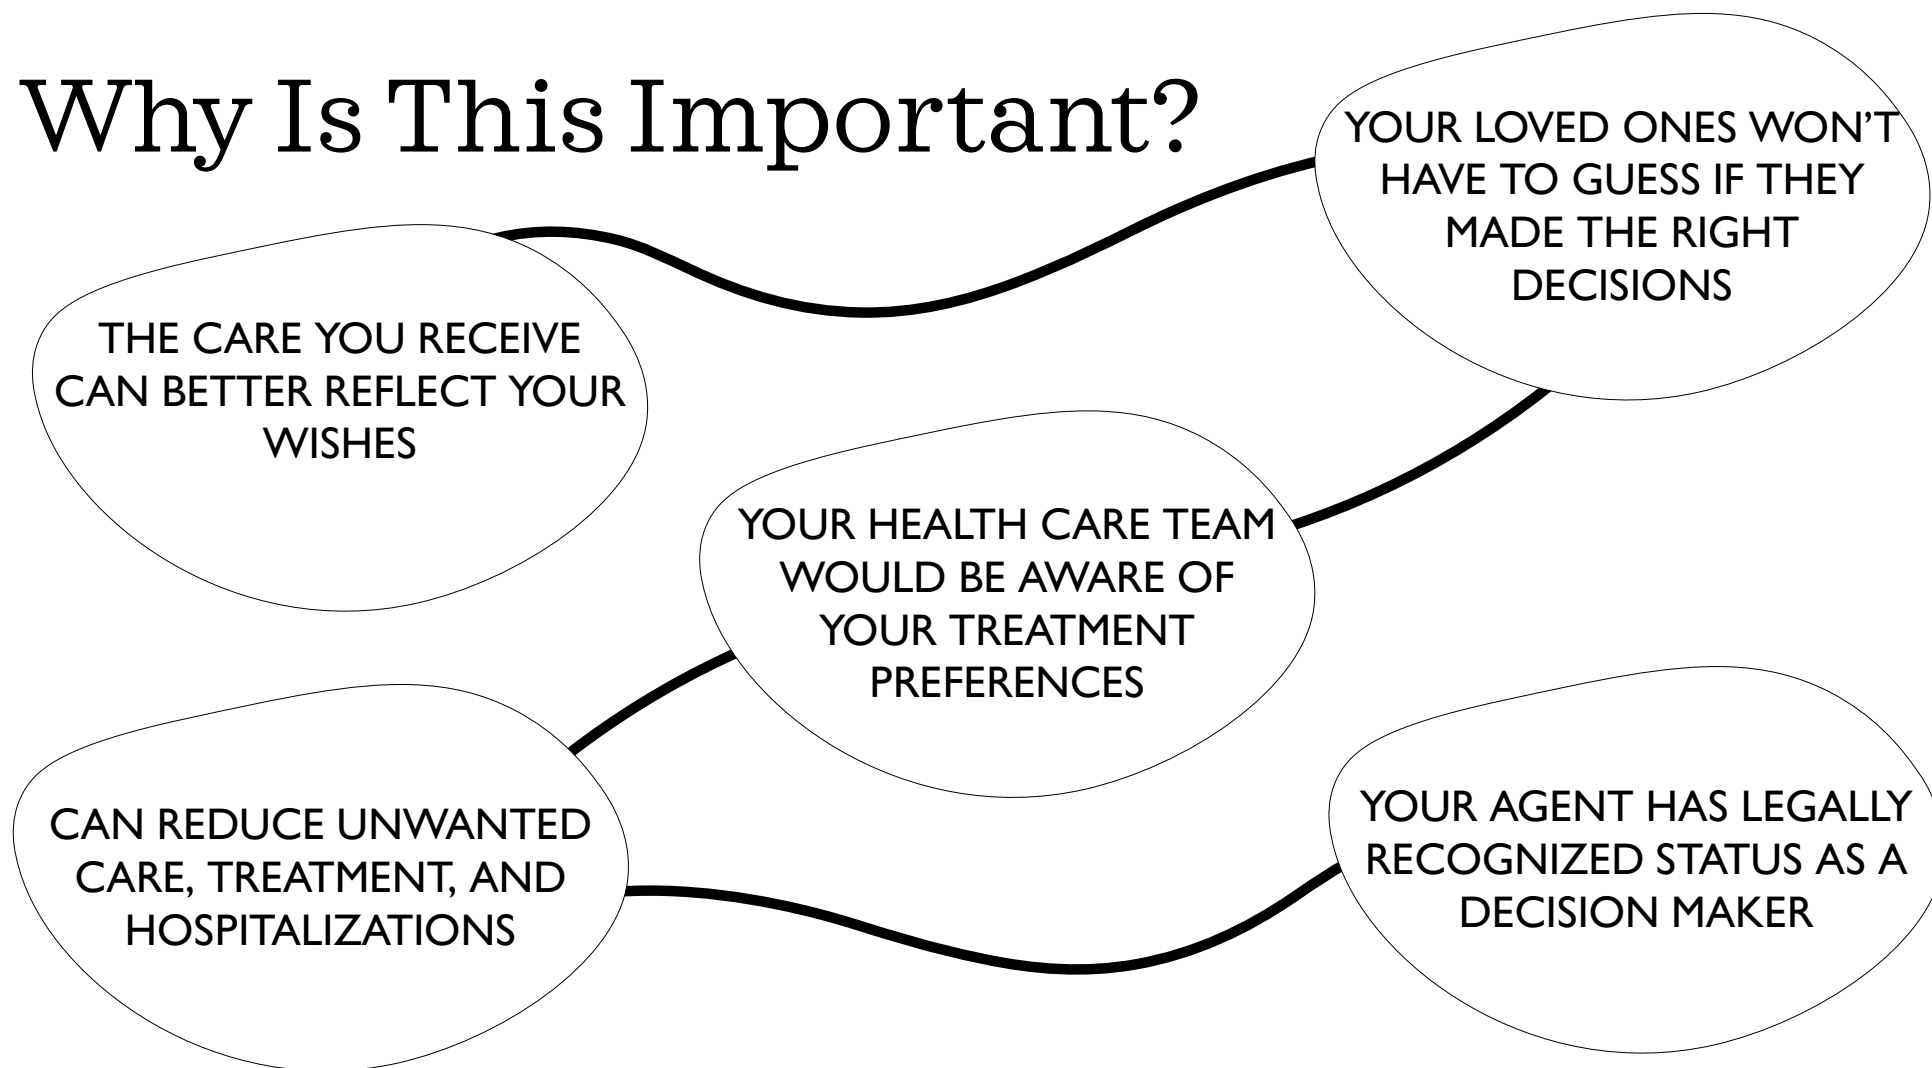 Why Is This Important?
THE CARE YOU RECEIVE
CAN BETTER REFLECT YOUR
WISHES
YOUR LOVED ONES WON’T
HAVE TO GUESS IF THEY
MADE THE RIGHT
DECISIONS
YOUR HEALTH CARE TEAM
WOULD BE AWARE OF
YOUR TREATMENT
PREFERENCES
CAN REDUCE UNWANTED
CARE, TREATMENT, AND
HOSPITALIZATIONS
YOUR AGENT HAS LEGALLY
RECOGNIZED STATUS AS A
DECISION MAKER